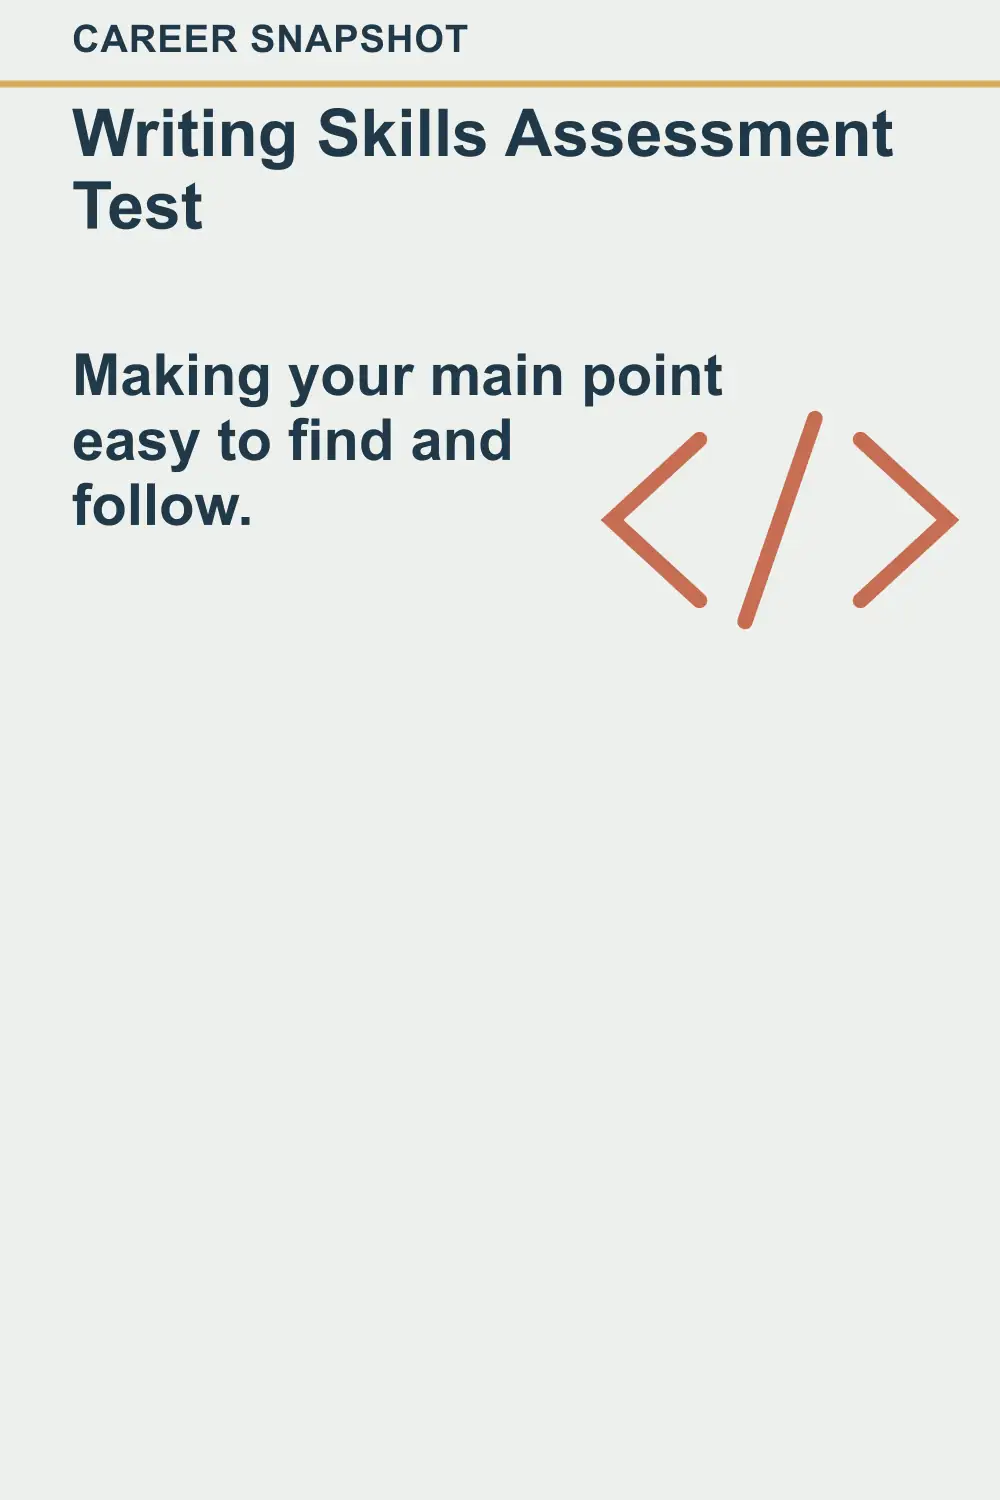 CAREER SNAPSHOT
Writing Skills Assessment
Test
Making your main point
easy to find and
follow.